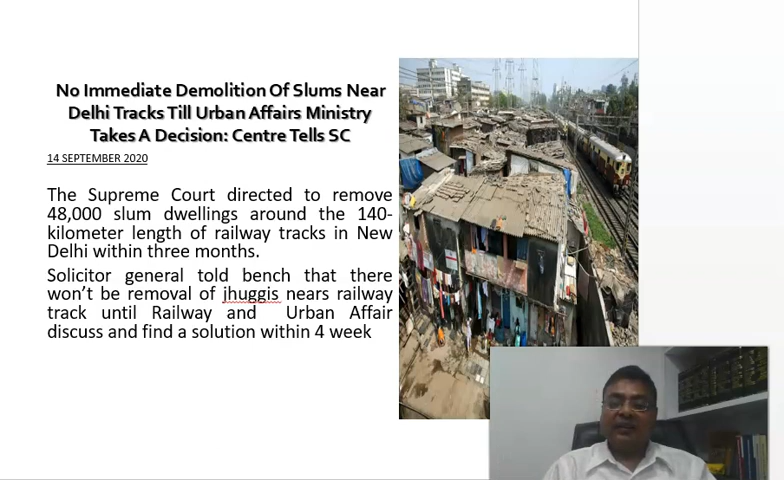 No Immediate Demolition Of Slums Near
Delhi Tracks Till Urban Affairs Ministry
Takes A Decision: Centre Tells SC
14 SEPTEMBER 2020
The Supreme Court directed to remove
48,000 slum dwellings around the 140-
kilometer length of railway tracks in New
Delhi within three months.
Solicitor general told bench that there
won't be removal of jhuggis nears railway
track until Railway and Urban Affair
discuss and find a solution within 4 week